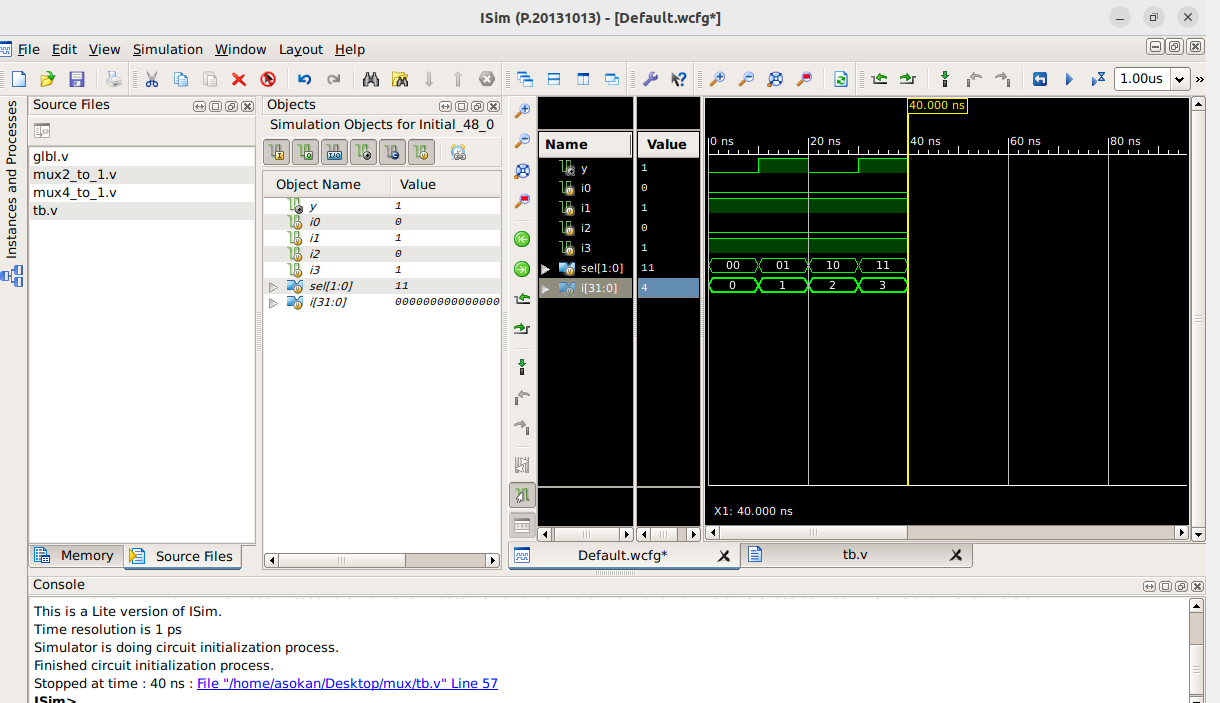 ISim (P.20131013) - [Default.wcfg*]
File Edit View Simulation Window Layout Help
1.00us
»
Instances and Processes
Source Files
glbl.v
mux2_to_1.v
mux4_to_1.v
tb.v
Memory
Source Files
Objects
Simulation Objects for Initial_48_0
Object Name Value
y 1
i0 0
i1 1
i2 0
i3 1
sel[1:0] 11
i[31:0] 0000000000000000
Name Value
y 1
i0 0
i1 1
i2 0
i3 1
sel[1:0] 11
i[31:0] 4
40.000 ns
0 ns 20 ns 40 ns 60 ns 80 ns
00 01 10 11
0 1 2 3
X1: 40.000 ns
Default.wcfg*
tb.v
Console
This is a Lite version of ISim.
Time resolution is 1 ps
Simulator is doing circuit initialization process.
Finished circuit initialization process.
Stopped at time : 40 ns : File "/home/asokan/Desktop/mux/tb.v" Line 57
ISim>